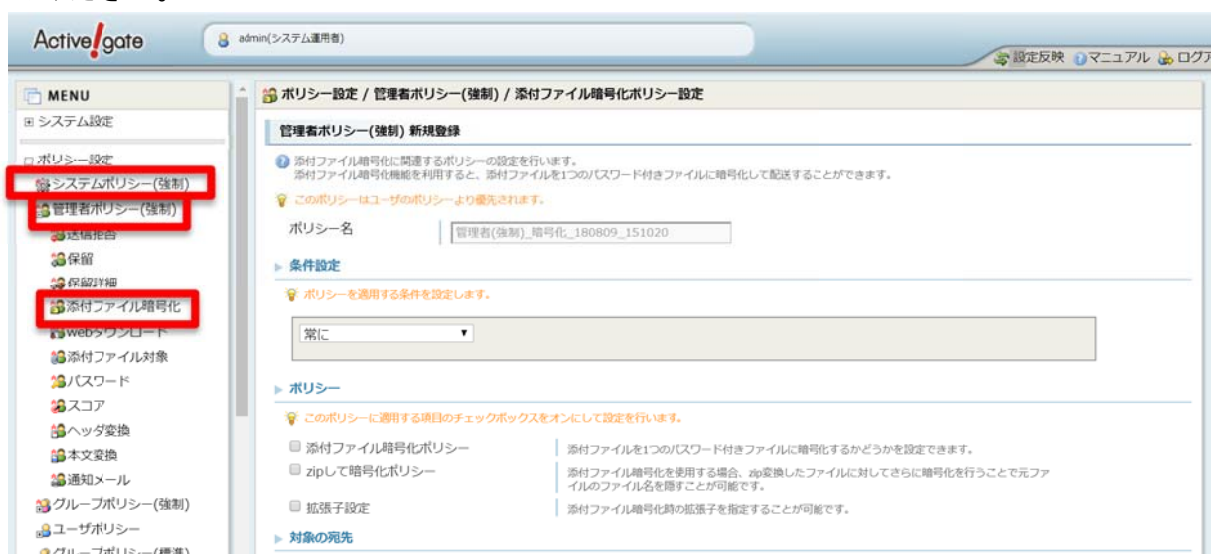 Active!gate
admin(システム運用者)
設定反映 マニュアル ログア
MENU
システム設定
ポリシー設定
システムポリシー(強制)
管理者ポリシー(強制)
送信拒否
保留
保留詳細
添付ファイル暗号化
webダウンロード
添付ファイル対象
パスワード
スコア
ヘッダ変換
本文変換
通知メール
グループポリシー(強制)
ユーザポリシー
グループポリシー(標準)
ポリシー設定 / 管理者ポリシー(強制) / 添付ファイル暗号化ポリシー設定
管理者ポリシー(強制) 新規登録
添付ファイル暗号化に関連するポリシーの設定を行います。
添付ファイル暗号化機能を利用すると、添付ファイルを1つのパスワード付きファイルに暗号化して配送することができます。
このポリシーはユーザのポリシーより優先されます。
ポリシー名 管理者(強制)_暗号化_180809_151020
条件設定
ポリシーを適用する条件を設定します。
常に
ポリシー
このポリシーに適用する項目のチェックボックスをオンにして設定を行います。
添付ファイル暗号化ポリシー 添付ファイルを1つのパスワード付きファイルに暗号化するかどうかを設定できます。
zipして暗号化ポリシー 添付ファイル暗号化を使用する場合、zip変換したファイルに対してさらに暗号化を行うことで元ファ
イルのファイル名を隠すことが可能です。
拡張子設定 添付ファイル暗号化時の拡張子を指定することが可能です。
対象の宛先